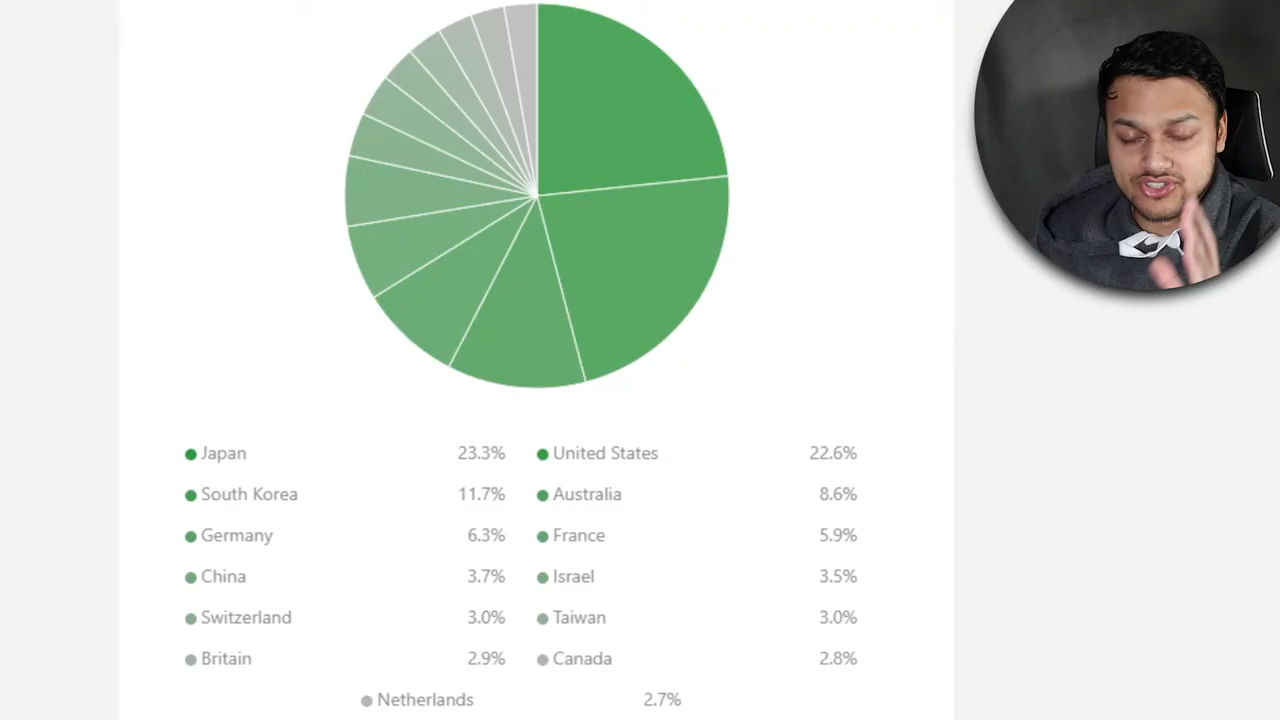 Japan 23.3% United States 22.6%
South Korea 11.7% Australia 8.6%
Germany 6.3% France 5.9%
China 3.7% Israel 3.5%
Switzerland 3.0% Taiwan 3.0%
Britain 2.9% Canada 2.8%
Netherlands 2.7%